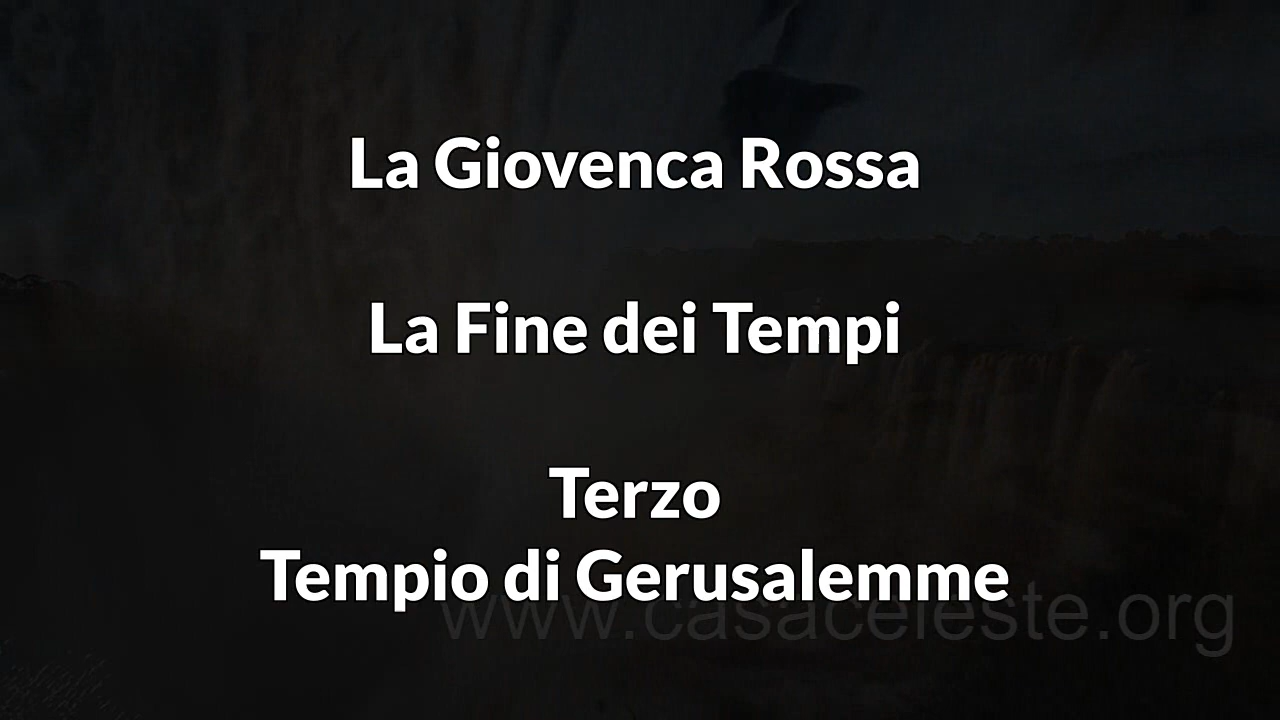 La Giovenca Rossa
La Fine dei Tempi
Terzo
Tempio di Gerusalemme
www.casaceleste.org